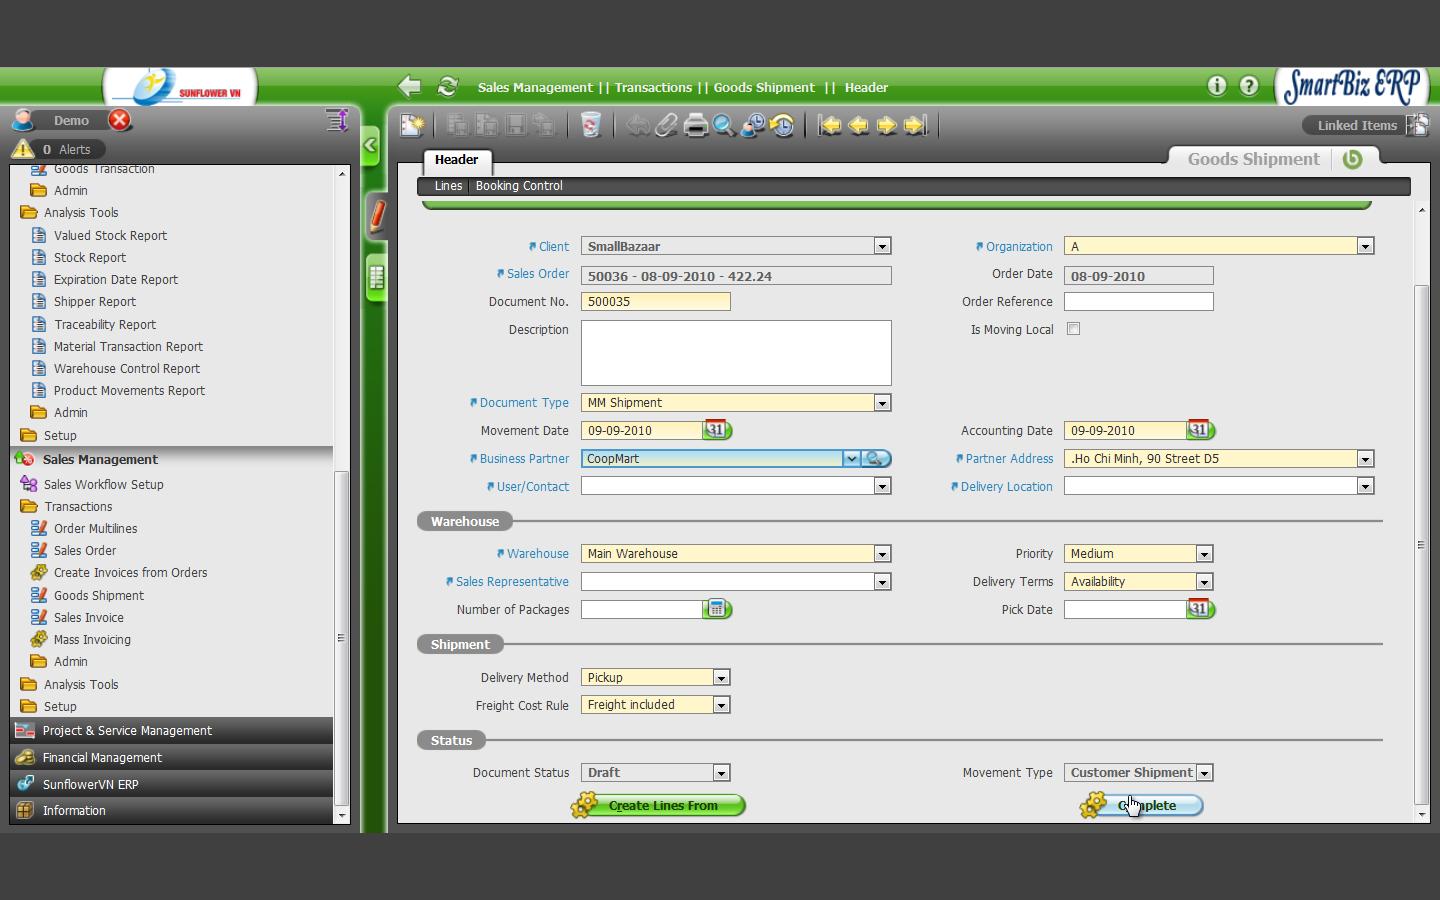 SUNFLOWER VN
Sales Management || Transactions || Goods Shipment || Header
SmartBiz ERP
Demo
0 Alerts
Linked Items
Header
Goods Shipment
Lines
Booking Control
Goods Transaction
Admin
Analysis Tools
Valued Stock Report
Stock Report
Expiration Date Report
Shipper Report
Traceability Report
Material Transaction Report
Warehouse Control Report
Product Movements Report
Admin
Setup
Sales Management
Sales Workflow Setup
Transactions
Order Multilines
Sales Order
Create Invoices from Orders
Goods Shipment
Sales Invoice
Mass Invoicing
Admin
Analysis Tools
Setup
Project & Service Management
Financial Management
SunflowerVN ERP
Information
Client SmallBazaar Organization A
Sales Order 50036 - 08-09-2010 - 422.24 Order Date 08-09-2010
Document No. 500035 Order Reference
Description Is Moving Local
Document Type MM Shipment
Movement Date 09-09-2010 31 Accounting Date 09-09-2010 31
Business Partner CoopMart Partner Address .Ho Chi Minh, 90 Street D5
User/Contact Delivery Location
Warehouse
Warehouse Main Warehouse Priority Medium
Sales Representative Delivery Terms Availability
Number of Packages Pick Date 31
Shipment
Delivery Method Pickup
Freight Cost Rule Freight included
Status
Document Status Draft Movement Type Customer Shipment
Create Lines From